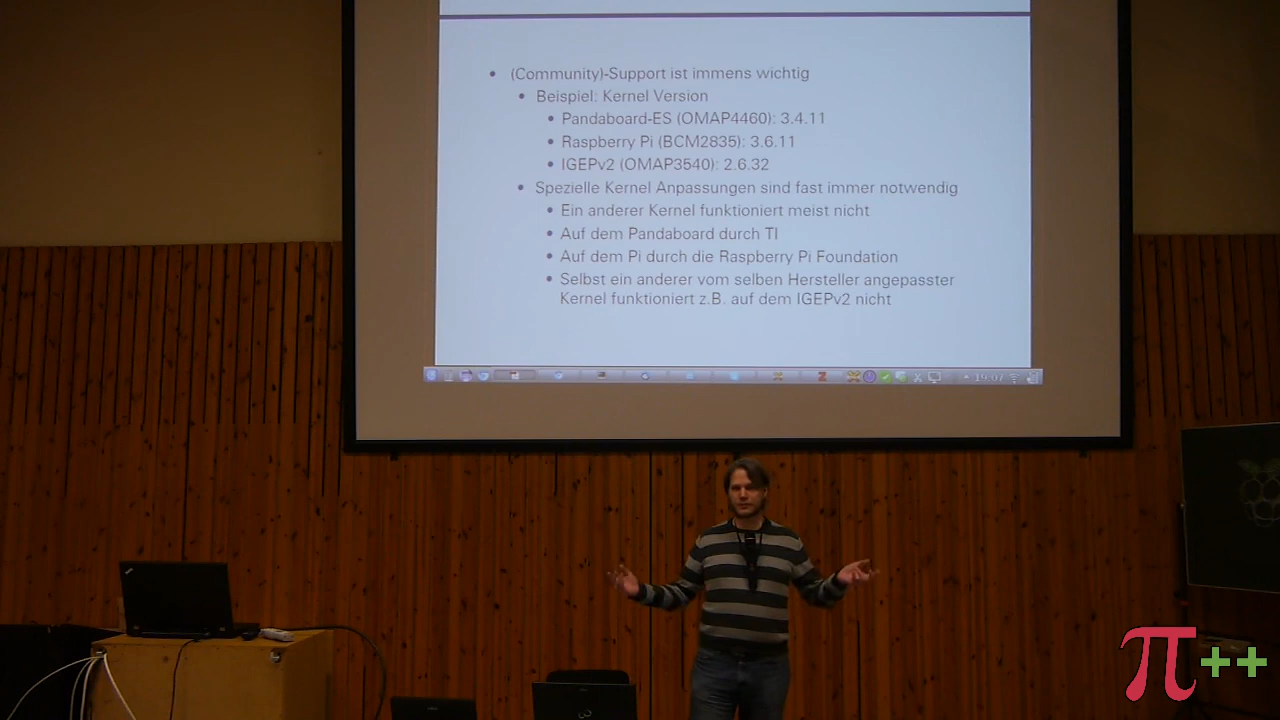 (Community)-Support ist immens wichtig
Beispiel: Kernel Version
Pandaboard-ES (OMAP4460): 3.4.11
Raspberry Pi (BCM2835): 3.6.11
IGEPv2 (OMAP3540): 2.6.32
Spezielle Kernel Anpassungen sind fast immer notwendig
Ein anderer Kernel funktioniert meist nicht
Auf dem Pandaboard durch TI
Auf dem Pi durch die Raspberry Pi Foundation
Selbst ein anderer vom selben Hersteller angepasster
Kernel funktioniert z.B. auf dem IGEPv2 nicht
π++